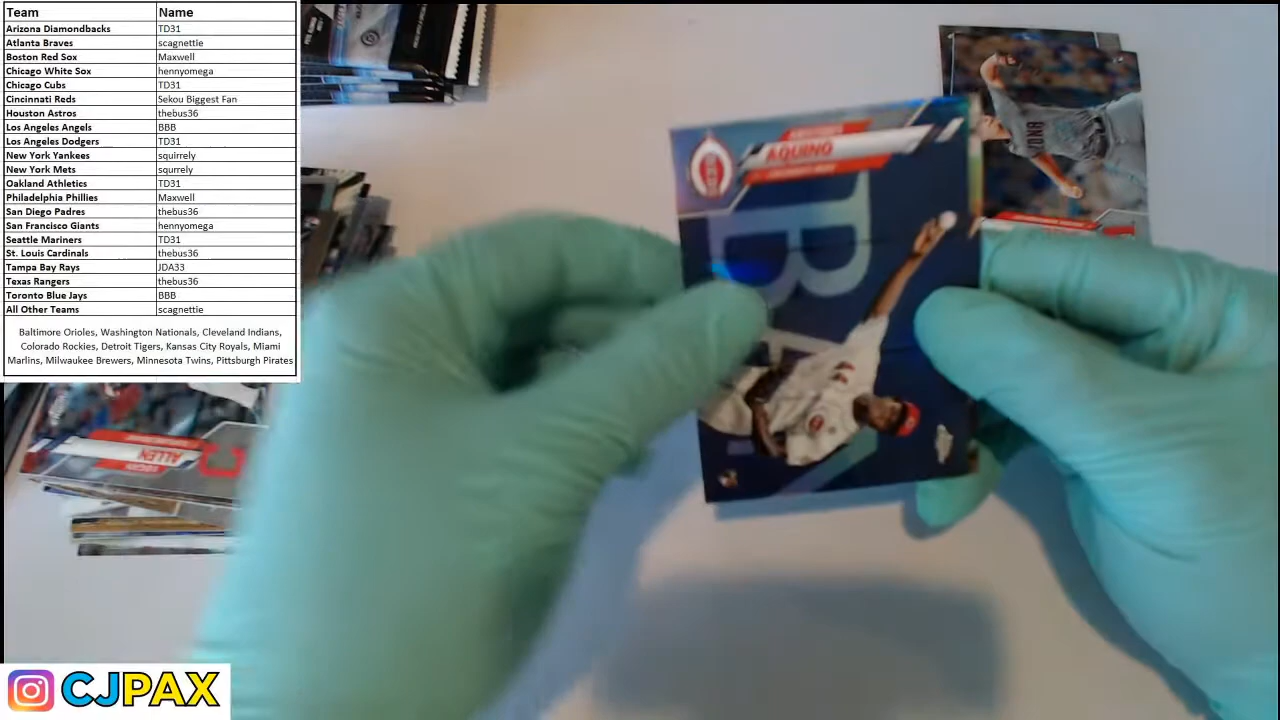 Team Name
Arizona Diamondbacks TD31
Atlanta Braves scagnettie
Boston Red Sox Maxwell
Chicago White Sox hennyomega
Chicago Cubs TD31
Cincinnati Reds Sekou Biggest Fan
Houston Astros thebus36
Los Angeles Angels BBB
Los Angeles Dodgers TD31
New York Yankees squirrely
New York Mets squrrely
Oakland Athletics TD31
Philadelphia Phillies Maxwell
San Diego Padres thebus36
San Francisco Giants hennyomega
Seattle Mariners TD31
St. Louis Cardinals thebus36
Tampa Bay Rays JDA33
Texas Rangers thebus36
Toronto Blue Jays BBB
All Other Teams scagnettie
Baltimore Orioles, Washington Nationals, Cleveland Indians,
Colorado Rockies, Detroit Tigers, Kansas City Royals, Miami
Marlins, Milwaukee Brewers, Minnesota Twins, Pittsburgh Pirates
AQUINO
REDS
LOGAN
ALLEN
CJPAX